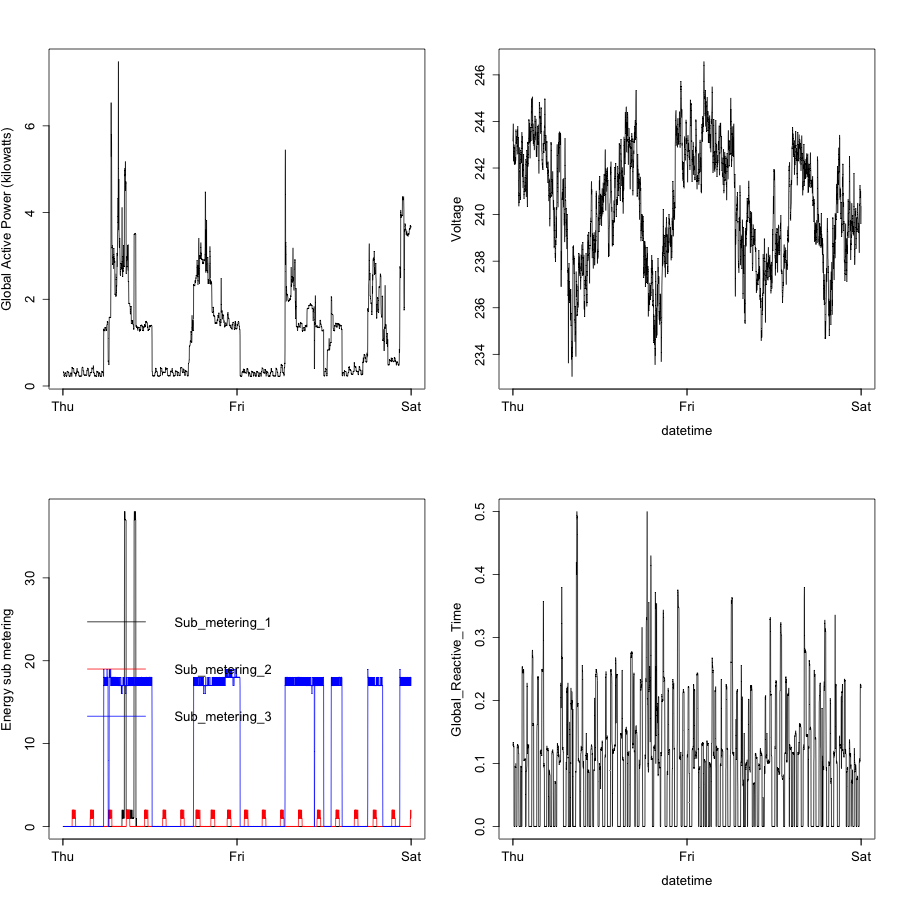 Global Active Power (kilowatts)
0 2 4 6
Thu Fri Sat
Voltage
234 236 238 240 242 244 246
Thu Fri Sat
datetime
Energy sub metering
0 10 20 30
Sub_metering_1
Sub_metering_2
Sub_metering_3
Thu Fri Sat
Global_Reactive_Time
0.0 0.1 0.2 0.3 0.4 0.5
Thu Fri Sat
datetime